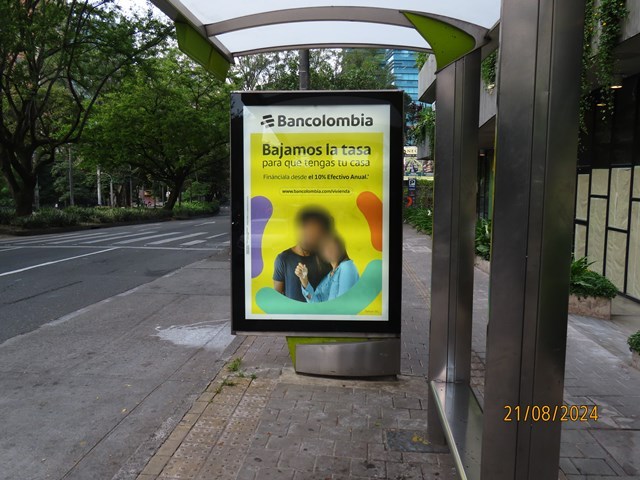 Bancolombia
Bajamos la tasa
para que tengas tu casa
Fináncиala desde el 10% Efectivo Anual.*
www.bancolombia.com/vivienda
21/08/2024